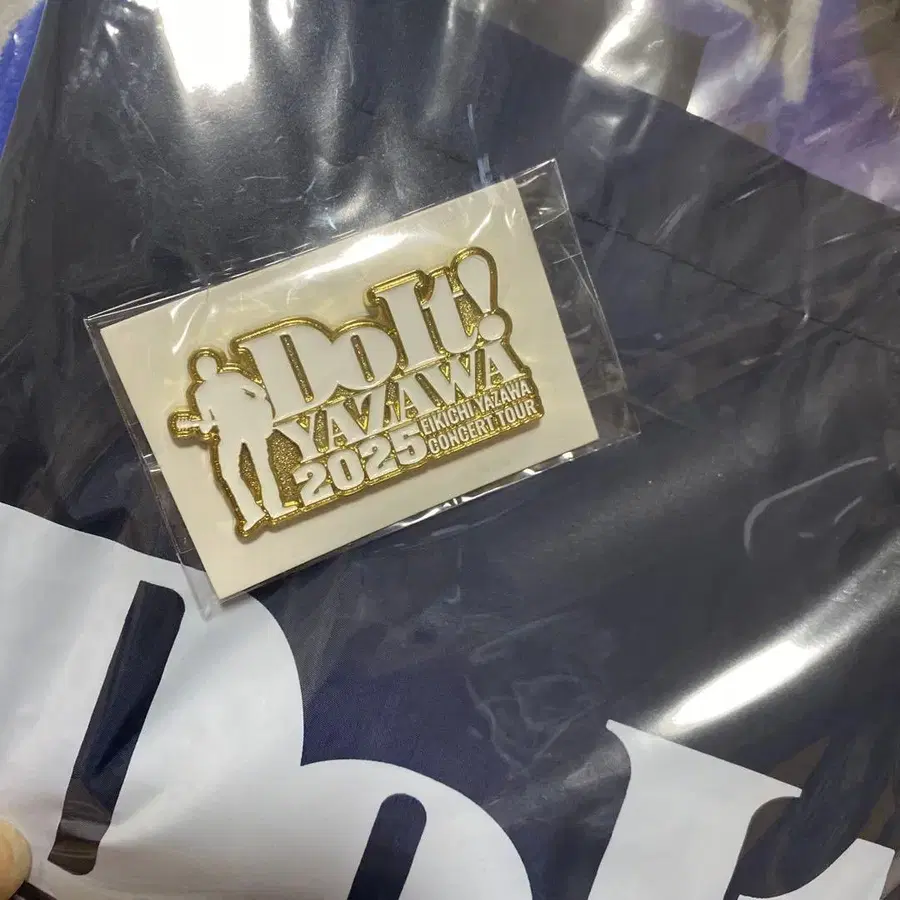 Do It!
YAZAWA
2025 EIKICHI YAZAWA
CONCERT TOUR